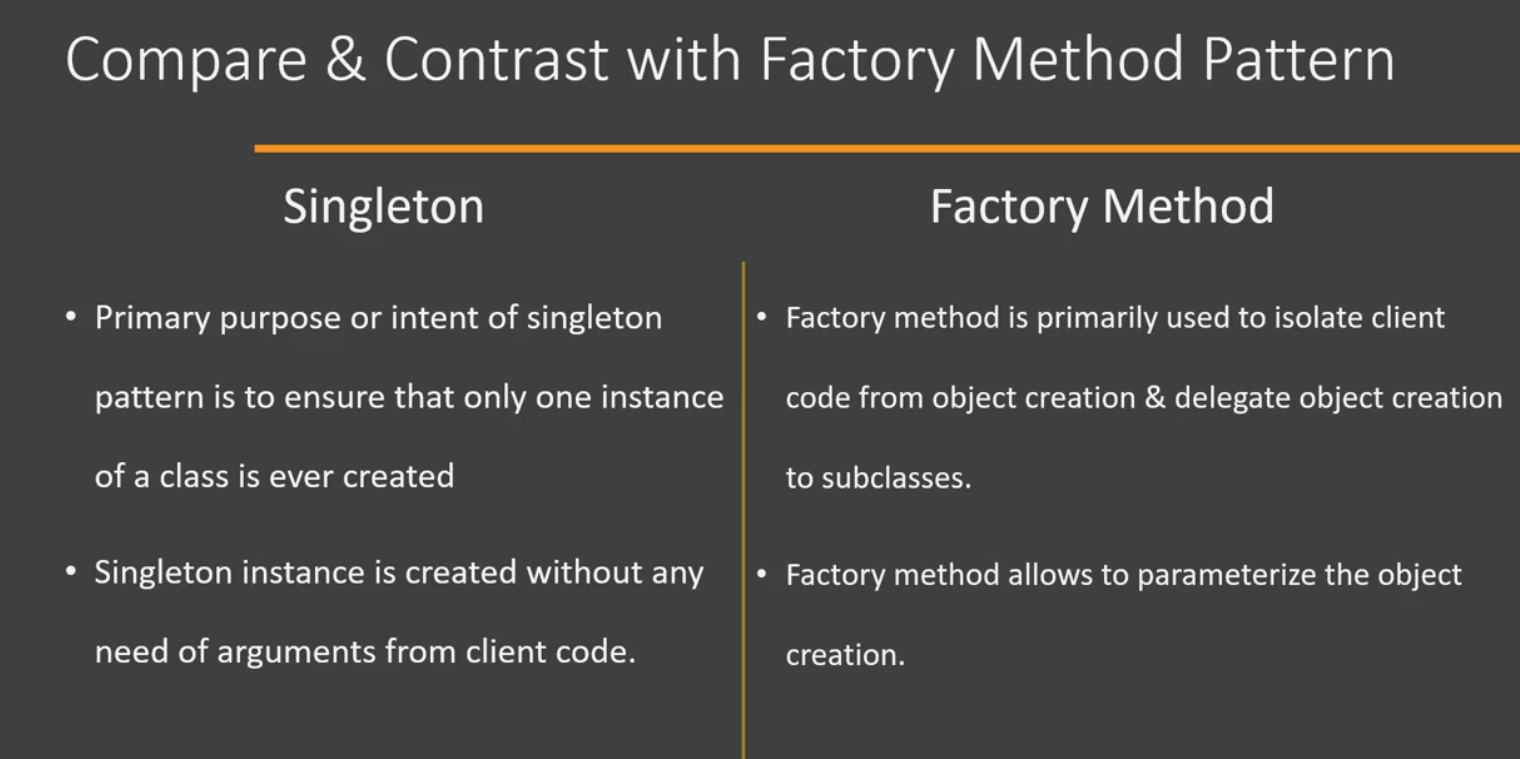 Compare & Contrast with Factory Method Pattern
Singleton
• Primary purpose or intent of singleton
pattern is to ensure that only one instance
of a class is ever created
• Singleton instance is created without any
need of arguments from client code.
Factory Method
• Factory method is primarily used to isolate client
code from object creation & delegate object creation
to subclasses.
• Factory method allows to parameterize the object
creation.